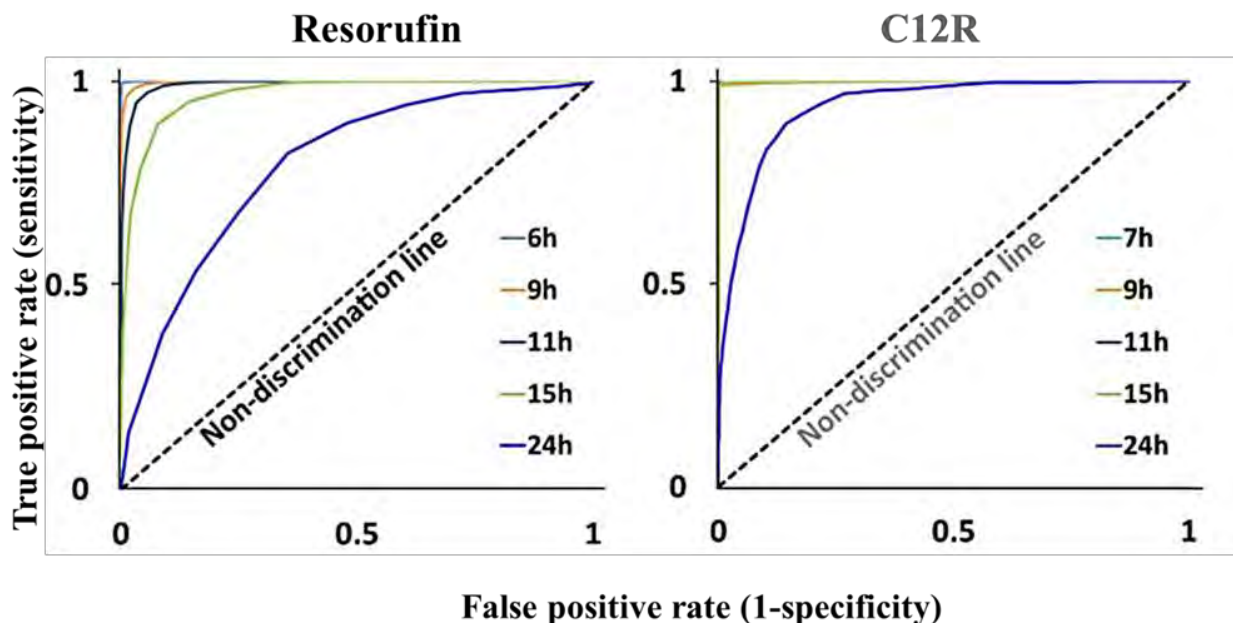 Resorufin
C12R
True positive rate (sensitivity)
1
0.5
0
0
0.5
1
Non-discrimination line
6h
9h
11h
15h
24h
1
0.5
0
0
0.5
1
Non-discrimination line
7h
9h
11h
15h
24h
False positive rate (1-specificity)